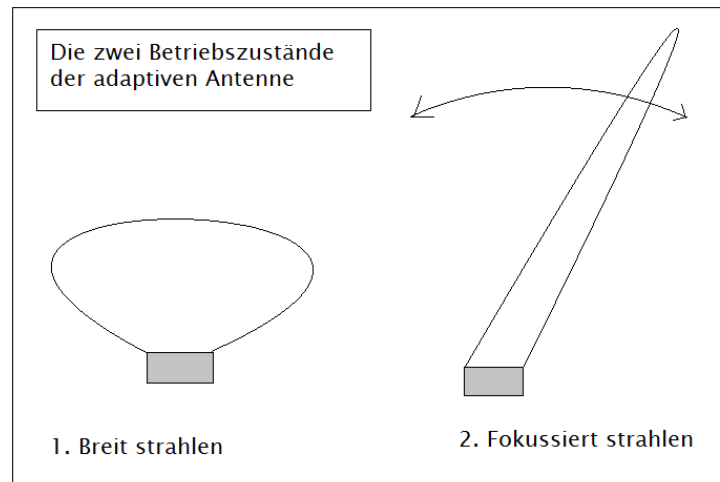 Die zwei Betriebszustände
der adaptiven Antenne
1. Breit strahlen
2. Fokussiert strahlen